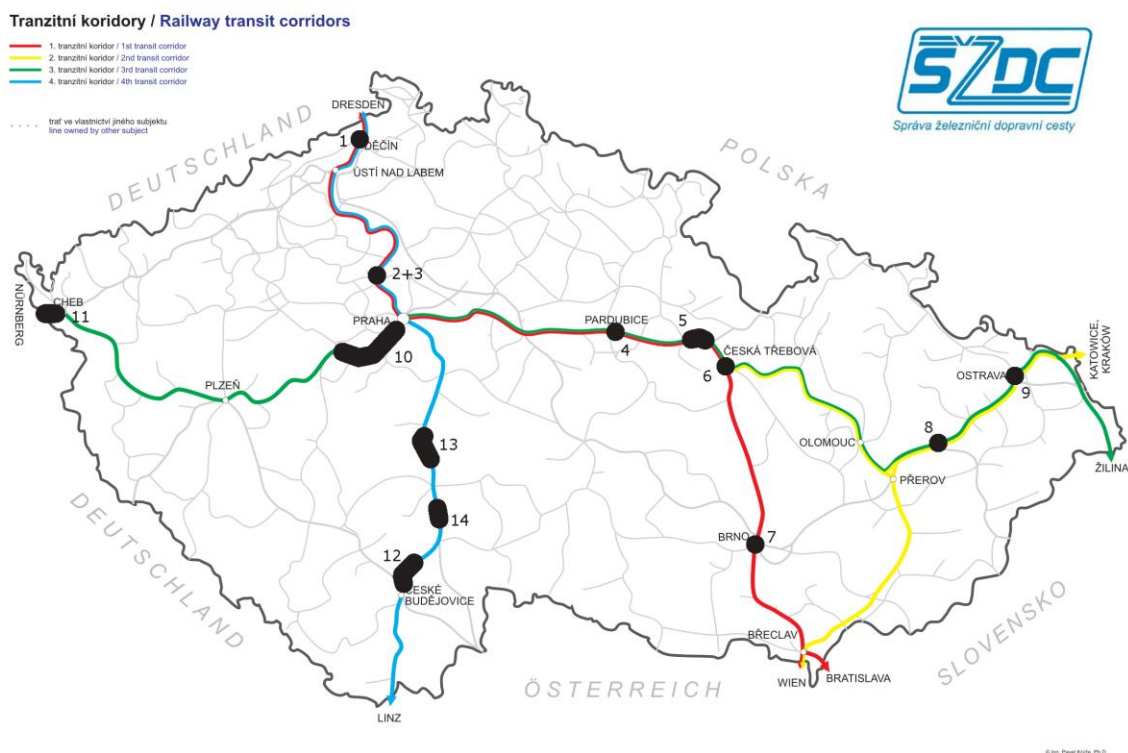 Tranzitní koridory / Railway transit corridors
1. tranzitní koridor / 1st transit corridor
2. tranzitní koridor / 2nd transit corridor
3. tranzitní koridor / 3rd transit corridor
4. tranzitní koridor / 4th transit corridor
trať ve vlastnictví jiného subjektu
line owned by other subject
SŽDC
Správa železniční dopravní cesty
DEUTSCHLAND
DRESDEN
1
DĚČÍN
ÚSTÍ NAD LABEM
POLSKA
2+3
NÜRNBERG
CHEB
11
PRAHA
10
PARDUBICE
4
5
ČESKÁ TŘEBOVÁ
6
KATOWICE,
KRAKÓW
OSTRAVA
9
PLZEŇ
13
OLOMOUC
8
PŘEROV
ŽILINA
DEUTSCHLAND
14
BRNO
7
12
ČESKÉ
BUDĚJOVICE
SLOVENSKO
BŘECLAV
WIEN
BRATISLAVA
ÖSTERREICH
LINZ